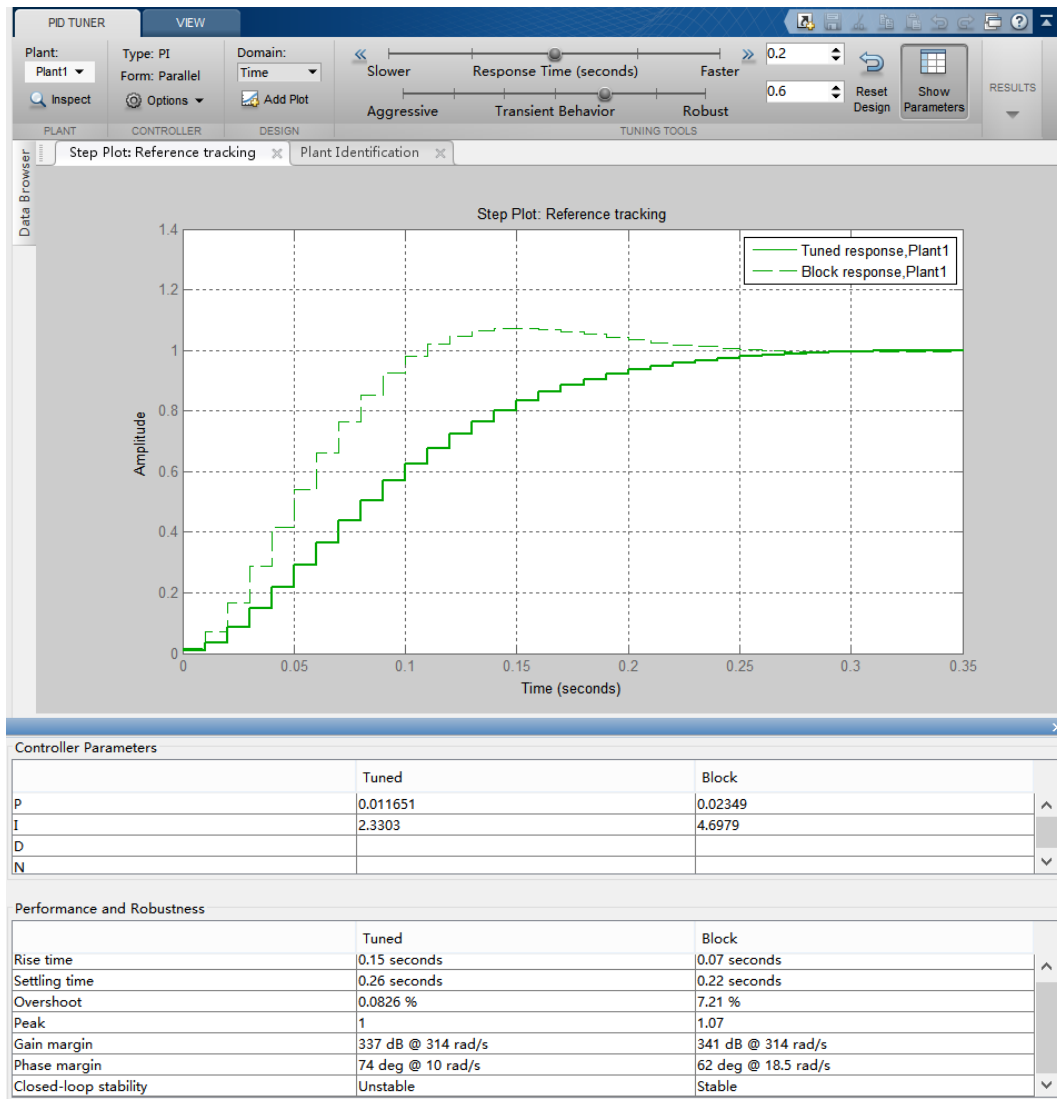 PID TUNER VIEW
Plant: Type: PI Domain: Slower Response Time (seconds) Faster 0.2
Plant1 Form: Parallel Time
Inspect Options Add Plot Aggressive Transient Behavior Robust 0.6 Reset Design Show Parameters RESULTS
PLANT CONTROLLER DESIGN TUNING TOOLS
Data Browser
Step Plot: Reference tracking Plant Identification
Step Plot: Reference tracking
Tuned response,Plant1
Block response,Plant1
Amplitude
1.4
1.2
1
0.8
0.6
0.4
0.2
0
0 0.05 0.1 0.15 0.2 0.25 0.3 0.35
Time (seconds)
Controller Parameters
Tuned Block
P 0.011651 0.02349
I 2.3303 4.6979
D
N
Performance and Robustness
Tuned Block
Rise time 0.15 seconds 0.07 seconds
Settling time 0.26 seconds 0.22 seconds
Overshoot 0.0826 % 7.21 %
Peak 1 1.07
Gain margin 337 dB @ 314 rad/s 341 dB @ 314 rad/s
Phase margin 74 deg @ 10 rad/s 62 deg @ 18.5 rad/s
Closed-loop stability Unstable Stable